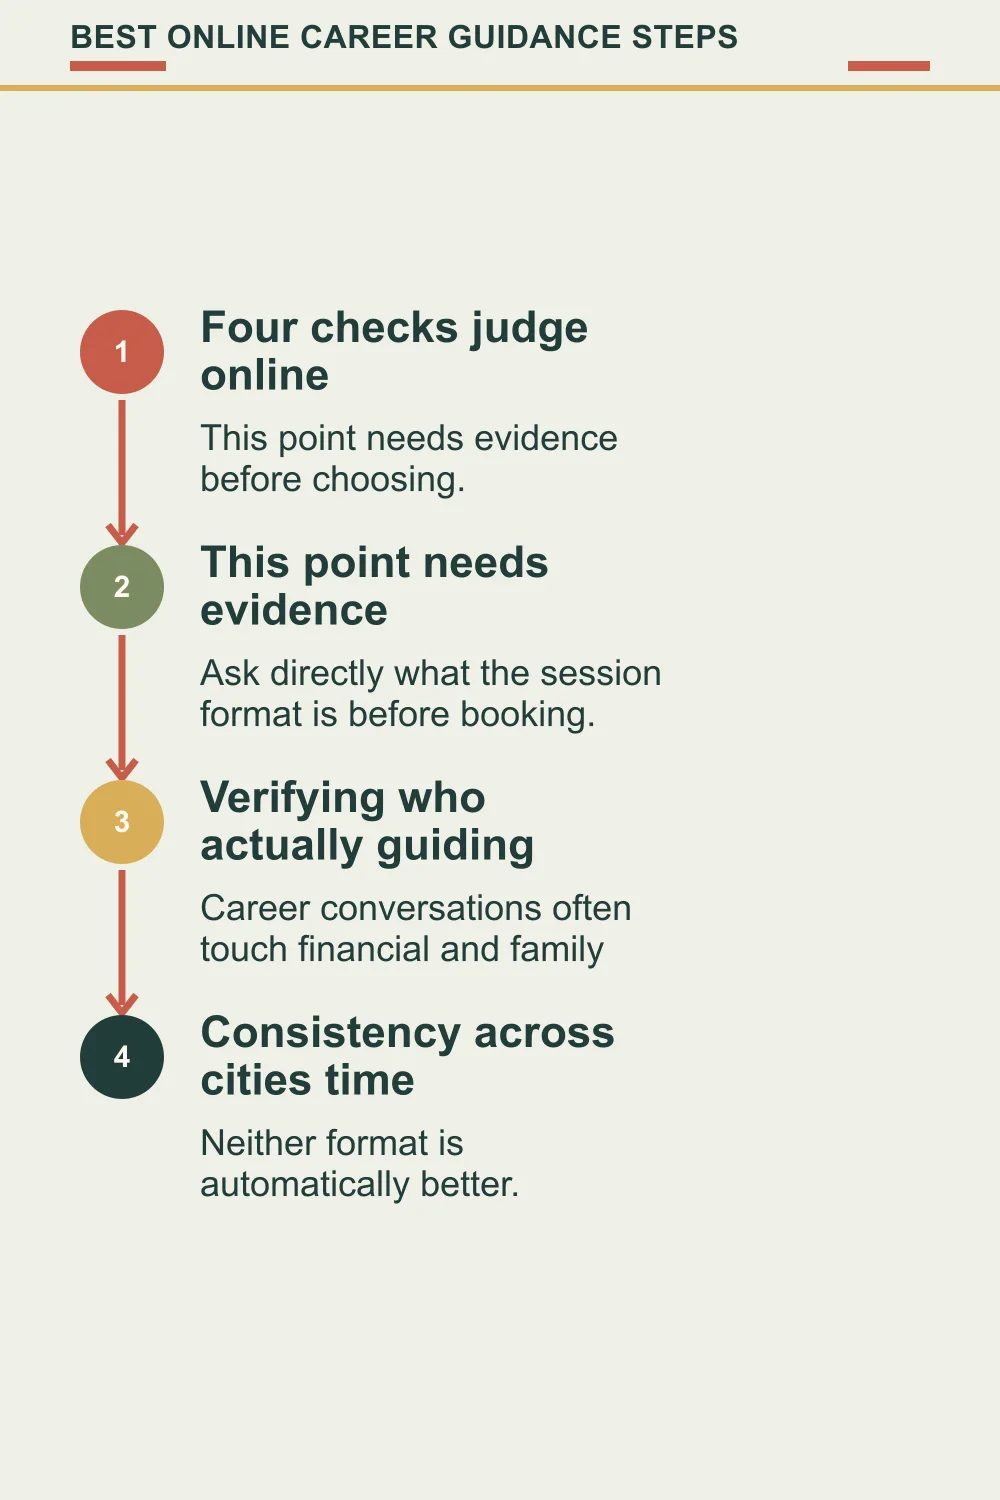 BEST ONLINE CAREER GUIDANCE STEPS
1
Four checks judge
online
This point needs evidence
before choosing.
2
This point needs
evidence
Ask directly what the session
format is before booking.
3
Verifying who
actually guiding
Career conversations often
touch financial and family
4
Consistency across
cities time
Neither format is
automatically better.